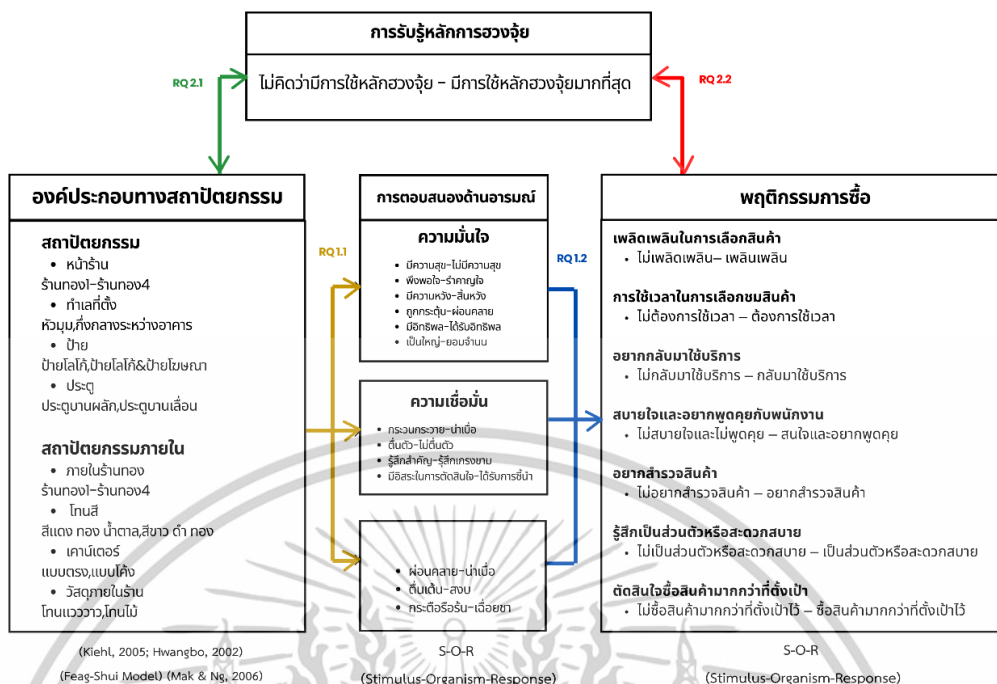 การรับรู้หลักการฮวงจุ้ย
ไม่คิดว่ามีการใช้หลักฮวงจุ้ย – มีการใช้หลักฮวงจุ้ยมากที่สุด
RQ 2.1
RQ 2.2
องค์ประกอบทางสถาปัตยกรรม
สถาปัตยกรรม
• หน้าร้าน
ร้านทอง1-ร้านทอง4
• ทำเลที่ตั้ง
หัวมุม,กึ่งกลางระหว่างอาคาร
• ป้าย
ป้ายโลโก้,ป้ายโลโก้&ป้ายโฆษณา
• ประตู
ประตูบานผลัก,ประตูบานเลื่อน
สถาปัตยกรรมภายใน
• ภายในร้านทอง
ร้านทอง1-ร้านทอง4
• โทนสี
สีแดง ทอง น้ำตาล,สีขาว ดำ ทอง
• เคาน์เตอร์
แบบตรง,แบบโค้ง
• วัสดุภายในร้าน
โทนแวววาว,โทนไม้
(Kiehl, 2005; Hwangbo, 2002)
(Feag-Shui Model) (Mak & Ng, 2006)
RQ 1.1
การตอบสนองด้านอารมณ์
ความมั่นใจ
• มีความสุข-ไม่มีความสุข
• พึงพอใจ-รำคาญใจ
• มีความหวัง-สิ้นหวัง
• ถูกกระตุ้น-ผ่อนคลาย
• มีอิทธิพล-ได้รับอิทธิพล
• เป็นใหญ่-ยอมจำนน
ความเชื่อมั่น
• กระวนกระวาย-น่าเบื่อ
• ตื่นตัว-ไม่ตื่นตัว
• รู้สึกสำคัญ-รู้สึกเกรงขาม
• มีอิสระในการตัดสินใจ-ได้รับการชี้นำ
• ผ่อนคลาย-น่าเบื่อ
• ตื่นเต้น-สงบ
• กระตือรือร้น-เฉื่อยชา
S-O-R
(Stimulus-Organism-Response)
RQ 1.2
พฤติกรรมการซื้อ
เพลิดเพลินในการเลือกสินค้า
• ไม่เพลิดเพลิน– เพลินเพลิน
การใช้เวลาในการเลือกชมสินค้า
• ไม่ต้องการใช้เวลา – ต้องการใช้เวลา
อยากกลับมาใช้บริการ
• ไม่กลับมาใช้บริการ – กลับมาใช้บริการ
สบายใจและอยากพูดคุยกับพนักงาน
• ไม่สบายใจและไม่พูดคุย – สนใจและอยากพูดคุย
อยากสำรวจสินค้า
• ไม่อยากสำรวจสินค้า – อยากสำรวจสินค้า
รู้สึกเป็นส่วนตัวหรือสะดวกสบาย
• ไม่เป็นส่วนตัวหรือสะดวกสบาย – เป็นส่วนตัวหรือสะดวกสบาย
ตัดสินใจซื้อสินค้ามากกว่าที่ตั้งเป้า
• ไม่ซื้อสินค้ามากกว่าที่ตั้งเป้าไว้ – ซื้อสินค้ามากกว่าที่ตั้งเป้าไว้
S-O-R
(Stimulus-Organism-Response)